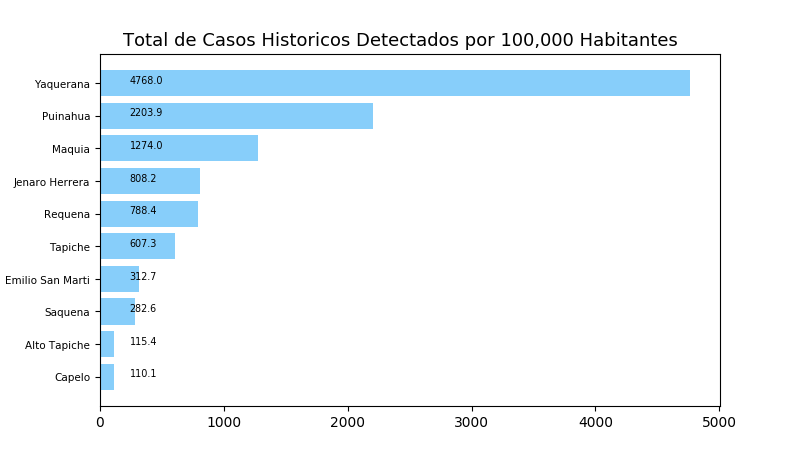 Total de Casos Historicos Detectados por 100,000 Habitantes
Yaquerana 4768.0
Puinahua 2203.9
Maquia 1274.0
Jenaro Herrera 808.2
Requena 788.4
Tapiche 607.3
Emilio San Marti 312.7
Saquena 282.6
Alto Tapiche 115.4
Capelo 110.1
0 1000 2000 3000 4000 5000